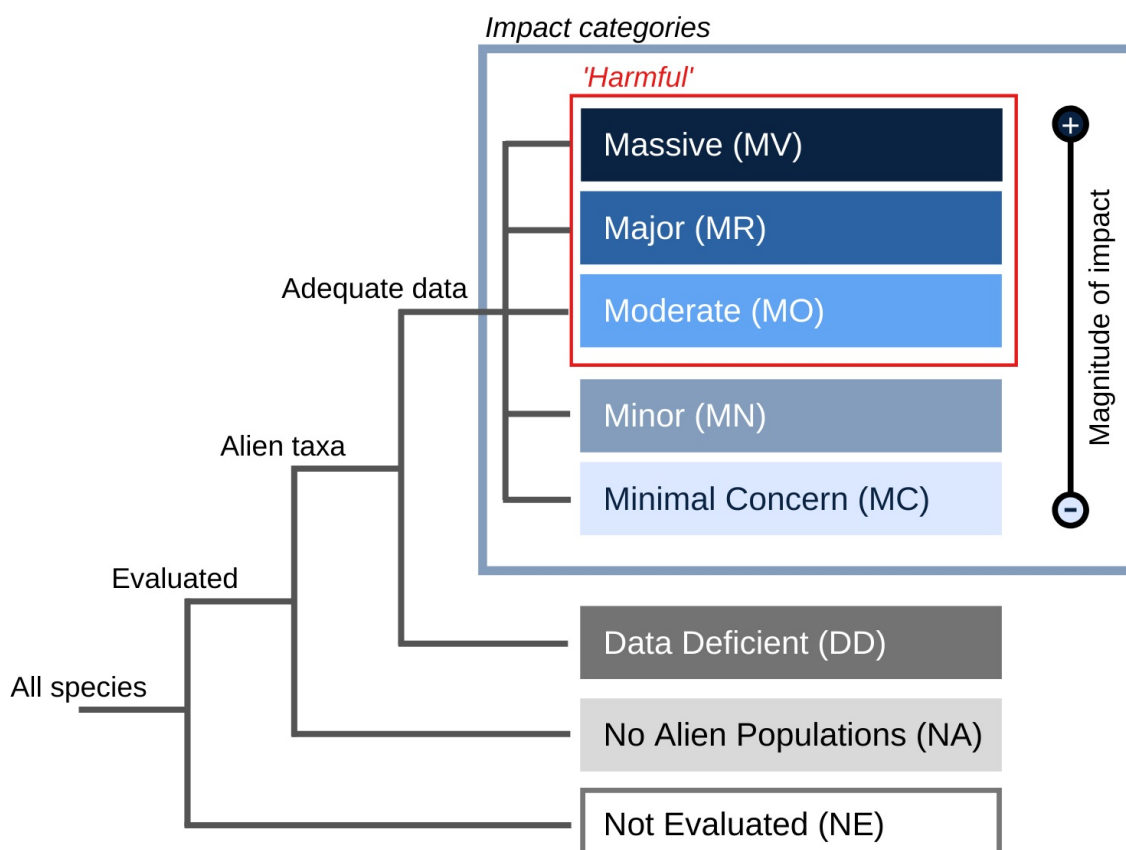 Impact categories
'Harmful'
Massive (MV)
Major (MR)
Adequate data
Moderate (MO)
Magnitude of impact
Minor (MN)
Alien taxa
Minimal Concern (MC)
Evaluated
Data Deficient (DD)
All species
No Alien Populations (NA)
Not Evaluated (NE)
+
-